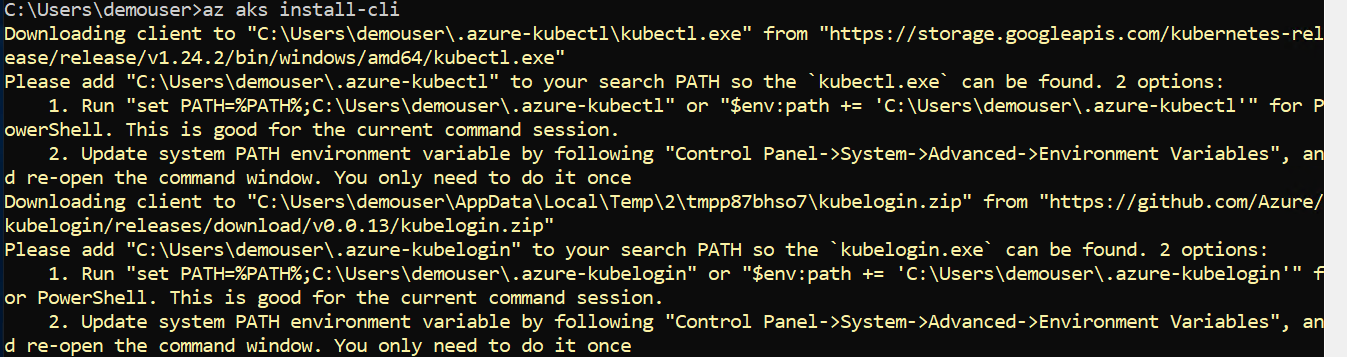 C:\Users\demouser>az aks install-cli
Downloading client to "C:\Users\demouser\.azure-kubectl\kubectl.exe" from "https://storage.googleapis.com/kubernetes-rel
ease/release/v1.24.2/bin/windows/amd64/kubectl.exe"
Please add "C:\Users\demouser\.azure-kubectl" to your search PATH so the `kubectl.exe` can be found. 2 options:
    1. Run "set PATH=%PATH%;C:\Users\demouser\.azure-kubectl" or "$env:path += 'C:\Users\demouser\.azure-kubectl'" for P
owerShell. This is good for the current command session.
    2. Update system PATH environment variable by following "Control Panel->System->Advanced->Environment Variables", an
d re-open the command window. You only need to do it once
Downloading client to "C:\Users\demouser\AppData\Local\Temp\2\tmpp87bhso7\kubelogin.zip" from "https://github.com/Azure/
kubelogin/releases/download/v0.0.13/kubelogin.zip"
Please add "C:\Users\demouser\.azure-kubelogin" to your search PATH so the `kubelogin.exe` can be found. 2 options:
    1. Run "set PATH=%PATH%;C:\Users\demouser\.azure-kubelogin" or "$env:path += 'C:\Users\demouser\.azure-kubelogin'" f
or PowerShell. This is good for the current command session.
    2. Update system PATH environment variable by following "Control Panel->System->Advanced->Environment Variables", an
d re-open the command window. You only need to do it once